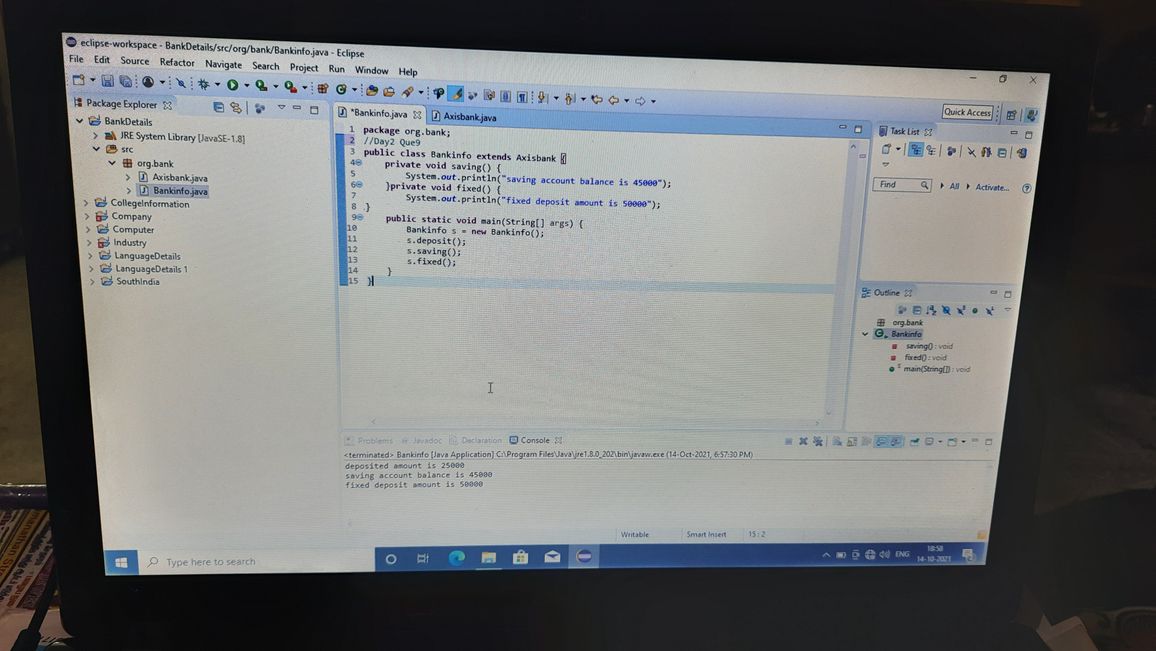 eclipse-workspace - BankDetails/src/org/bank/Bankinfo.java - Eclipse
File Edit Source Refactor Navigate Search Project Run Window Help
Quick Access
Package Explorer
BankDetails
JRE System Library [JavaSE-1.8]
src
org.bank
Axisbank.java
Bankinfo.java
CollegeInformation
Company
Computer
Industry
LanguageDetails
LanguageDetails 1
SouthIndia
*Bankinfo.java
Axisbank.java
1 package org.bank;
2 //Day2 Que9
3 public class Bankinfo extends Axisbank {
4 private void saving() {
5 System.out.println("saving account balance is 45000");
6 }private void fixed() {
7 System.out.println("fixed deposit amount is 50000");
8 }
9 public static void main(String[] args) {
10 Bankinfo s = new Bankinfo();
11 s.deposit();
12 s.saving();
13 s.fixed();
14 }
15 }
Task List
Find All Activate...
Outline
org.bank
Bankinfo
saving() : void
fixed() : void
main(String[]) : void
Problems Javadoc Declaration Console
<terminated> Bankinfo [Java Application] C:\Program Files\Java\jre1.8.0_202\bin\javaw.exe (14-Oct-2021, 6:57:30 PM)
deposited amount is 25000
saving account balance is 45000
fixed deposit amount is 50000
Writable Smart Insert 15 : 2
Type here to search
ENG
18:58
14-10-2021